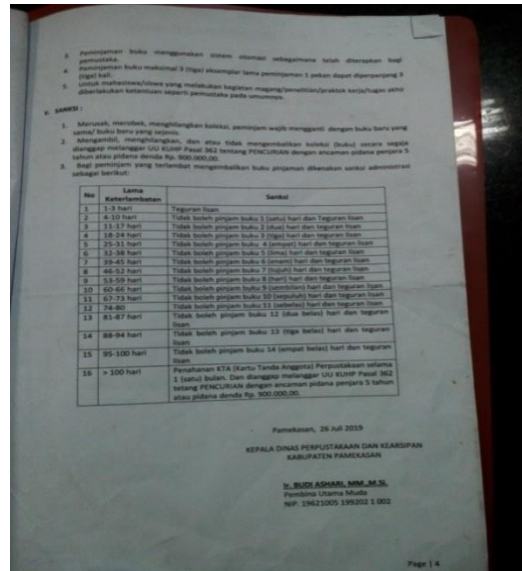 3. Peminjaman buku menggunakan sistem otomasi sebagaimana telah diterapkan bagi
pemustaka.
4. Peminjaman buku maksimal 3 (tiga) eksemplar lama peminjaman 1 pekan dapat diperpanjang 3
(tiga) kali.
5. Untuk mahasiswa/siswa yang melakukan kegiatan magang/penelitian/praktek kerja/tugas akhir
diberlakukan ketentuan seperti pemustaka pada umumnya.
V. SANKSI :
1. Merusak, merobek, menghilangkan koleksi, peminjam wajib mengganti dengan buku baru yang
sama/ buku baru yang sejenis.
2. Mengambil, menghilangkan, dan atau tidak mengembalikan koleksi (buku) secara segaja
dianggap melanggar UU KUHP Pasal 362 tentang PENCURIAN dengan ancaman pidana penjara 5
tahun atau pidana denda Rp. 900.000,00.
3. Bagi peminjam yang terlambat mengembalikan buku pinjaman dikenakan sanksi administrasi
sebagai berikut:
No Lama Keterlambatan Sanksi
1 1-3 hari Teguran lisan
2 4-10 hari Tidak boleh pinjam buku 1 (satu) hari dan Teguran lisan
3 11-17 hari Tidak boleh pinjam buku 2 (dua) hari dan teguran lisan
4 18-24 hari Tidak boleh pinjam buku 3 (tiga) hari dan teguran lisan
5 25-31 hari Tidak boleh pinjam buku 4 (empat) hari dan teguran lisan
6 32-38 hari Tidak boleh pinjam buku 5 (lima) hari dan teguran lisan
7 39-45 hari Tidak boleh pinjam buku 6 (enam) hari dan teguran lisan
8 46-52 hari Tidak boleh pinjam buku 7 (tujuh) hari dan teguran lisan
9 53-59 hari Tidak boleh pinjam buku 8 (hari) hari dan teguran lisan
10 60-66 hari Tidak boleh pinjam buku 9 (sembilan) hari dan teguran lisan
11 67-73 hari Tidak boleh pinjam buku 10 (sepuluh) hari dan teguran lisan
12 74-80 Tidak boleh pinjam buku 11 (sebelas) hari dan teguran lisan
13 81-87 hari Tidak boleh pinjam buku 12 (dua belas) hari dan teguran
lisan
14 88-94 hari Tidak boleh pinjam buku 13 (tiga belas) hari dan teguran
lisan
15 95-100 hari Tidak boleh pinjam buku 14 (empat belas) hari dan teguran
lisan
16 > 100 hari Penahanan KTA (Kartu Tanda Anggota) Perpustakaan selama
1 (satu) bulan. Dan dianggap melanggar UU KUHP Pasal 362
tetang PENCURIAN dengan ancaman pidana penjara 5 tahun
atau pidana denda Rp. 900.000,00.
Pamekasan, 26 Juli 2019
KEPALA DINAS PERPUSTAKAAN DAN KEARSIPAN
KABUPATEN PAMEKASAN
Ir. BUDI ASHARI, MM.,M.Si.
Pembina Utama Muda
NIP. 19621005 199202 1 002
Page | 4